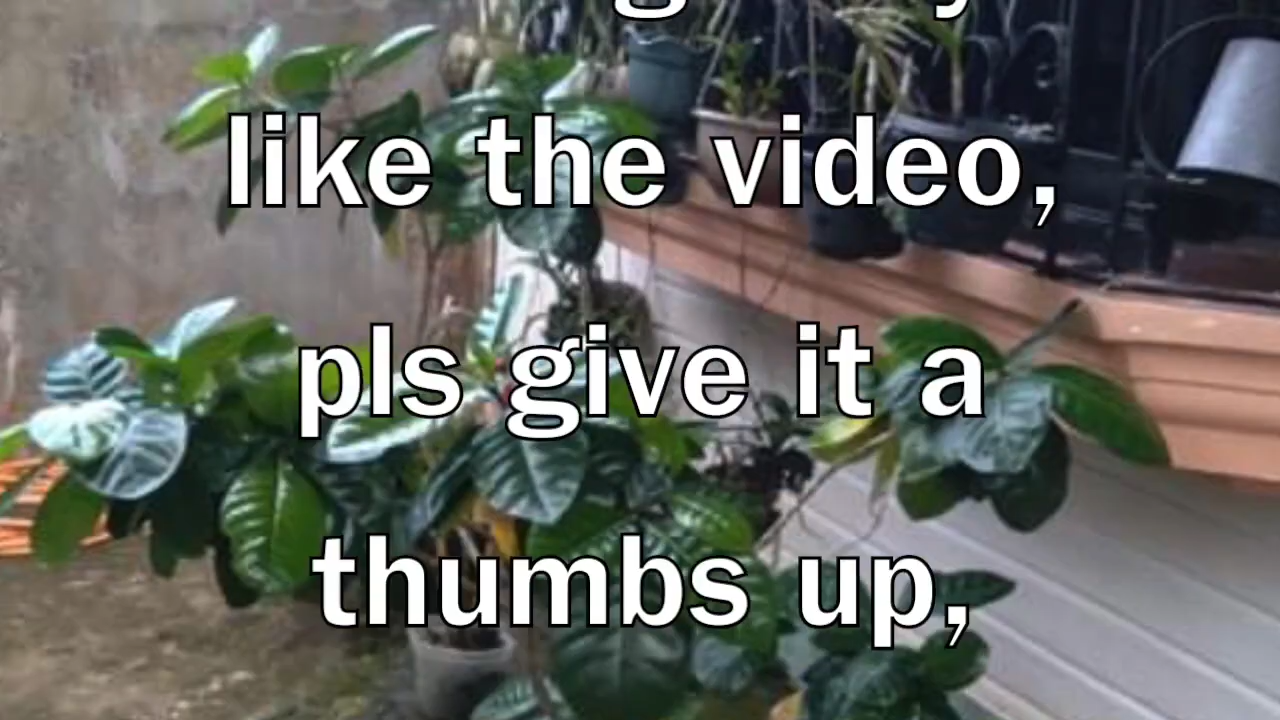 like the video,
pls give it a
thumbs up,